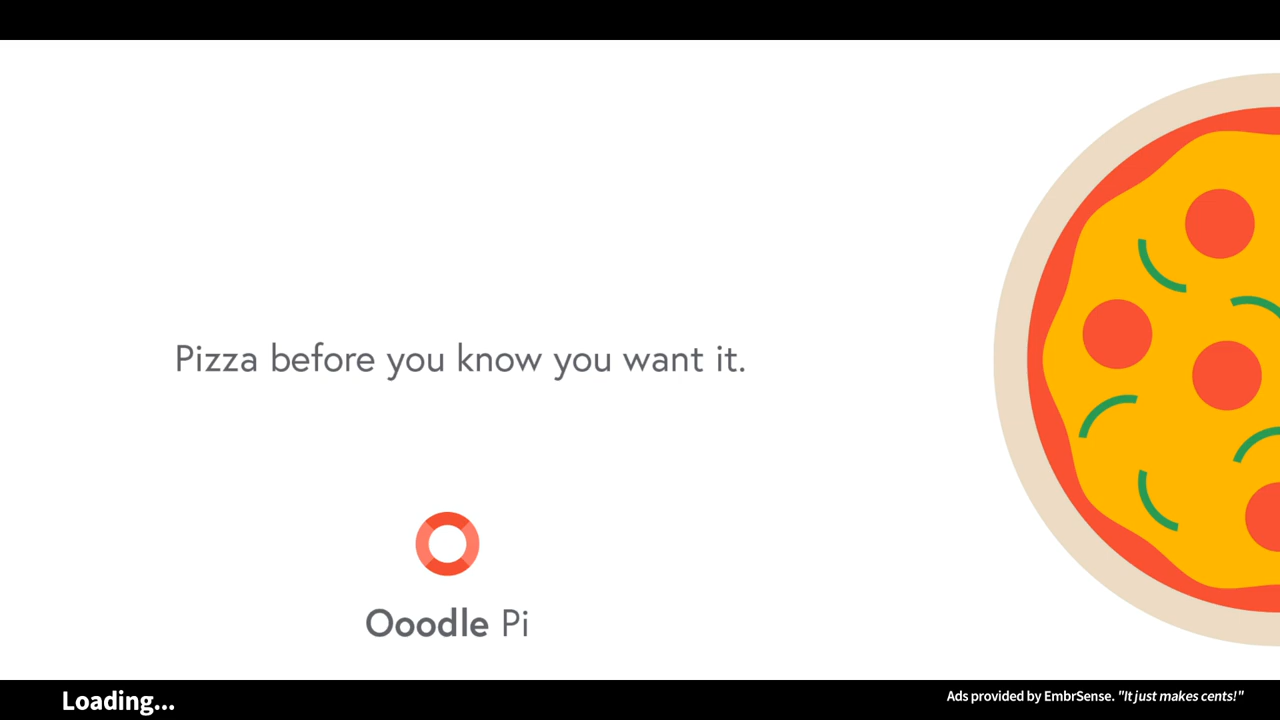 Pizza before you know you want it.
Ooodle Pi
Loading...
Ads provided by EmbrSense. "It just makes cents!"